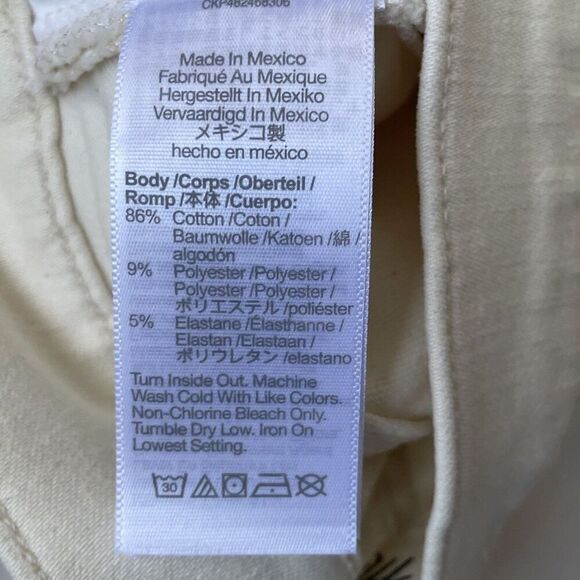 CKP482468306
Made In Mexico
Fabriqué Au Mexique
Hergestellt In Mexiko
Vervaardigd In Mexico
メキシコ製
hecho en méxico
Body /Corps /Oberteil /
Romp /本体 /Cuerpo:
86% Cotton /Coton /
Baumwolle /Katoen /綿 /
algodón
9% Polyester /Polyester /
Polyester /Polyester /
ポリエステル /poliéster
5% Elastane /Élasthanne /
Elastan /Elastaan /
ポリウレタン /elastano
Turn Inside Out. Machine
Wash Cold With Like Colors.
Non-Chlorine Bleach Only.
Tumble Dry Low. Iron On
Lowest Setting.
30